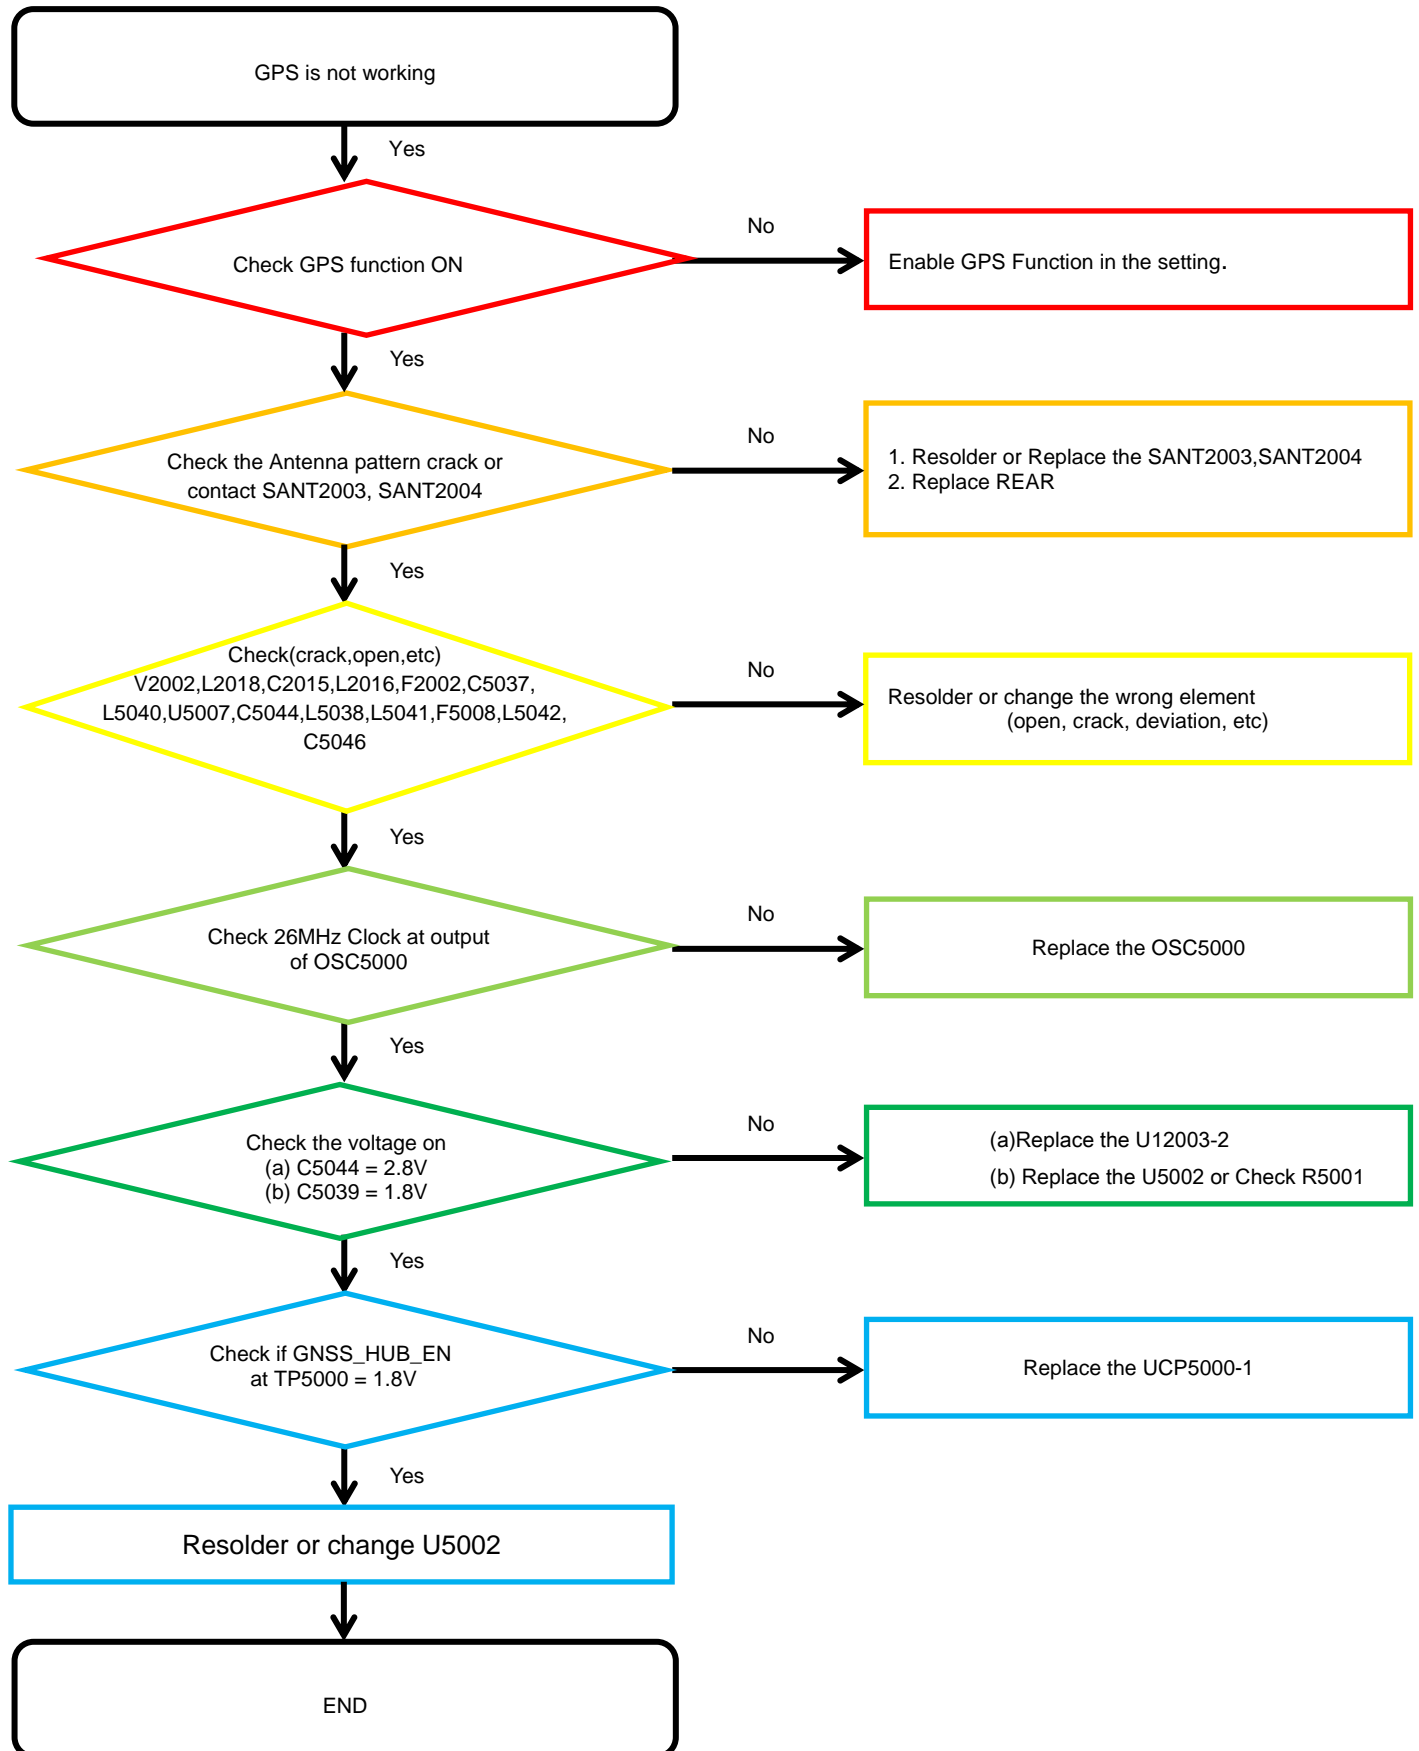 GPS is not working
Yes
Check GPS function ON
No
Enable GPS Function in the setting.
Yes
Check the Antenna pattern crack or
contact SANT2003, SANT2004
No
1. Resolder or Replace the SANT2003,SANT2004
2. Replace REAR
Yes
Check(crack,open,etc)
V2002,L2018,C2015,L2016,F2002,C5037,
L5040,U5007,C5044,L5038,L5041,F5008,L5042,
C5046
No
Resolder or change the wrong element
(open, crack, deviation, etc)
Yes
Check 26MHz Clock at output
of OSC5000
No
Replace the OSC5000
Yes
Check the voltage on
(a) C5044 = 2.8V
(b) C5039 = 1.8V
No
(a)Replace the U12003-2
(b) Replace the U5002 or Check R5001
Yes
Check if GNSS_HUB_EN
at TP5000 = 1.8V
No
Replace the UCP5000-1
Yes
Resolder or change U5002
END